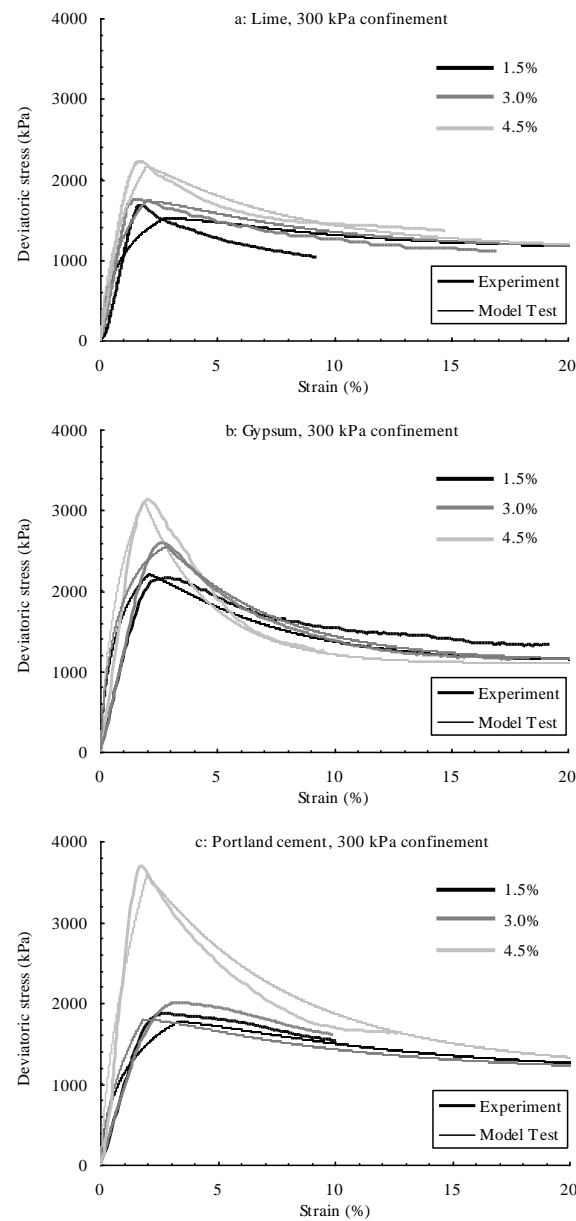 a: Lime, 300 kPa confinement
4000
3000
2000
1000
0
Deviatoric stress (kPa)
1.5%
3.0%
4.5%
Experiment
Model Test
0 5 10 15 20
Strain (%)
b: Gypsum, 300 kPa confinement
4000
3000
2000
1000
0
Deviatoric stress (kPa)
1.5%
3.0%
4.5%
Experiment
Model Test
0 5 10 15 20
Strain (%)
c: Portland cement, 300 kPa confinement
4000
3000
2000
1000
0
Deviatoric stress (kPa)
1.5%
3.0%
4.5%
Experiment
Model Test
0 5 10 15 20
Strain (%)